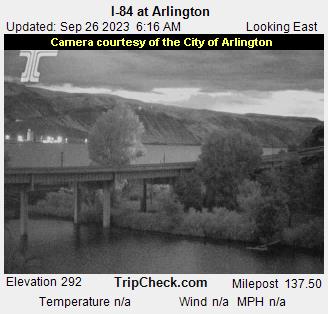 I-84 at Arlington
Updated: Sep 26 2023 6:16 AM Looking East
Camera courtesy of the City of Arlington
Elevation 292 TripCheck.com Milepost 137.50
Temperature n/a Wind n/a MPH n/a